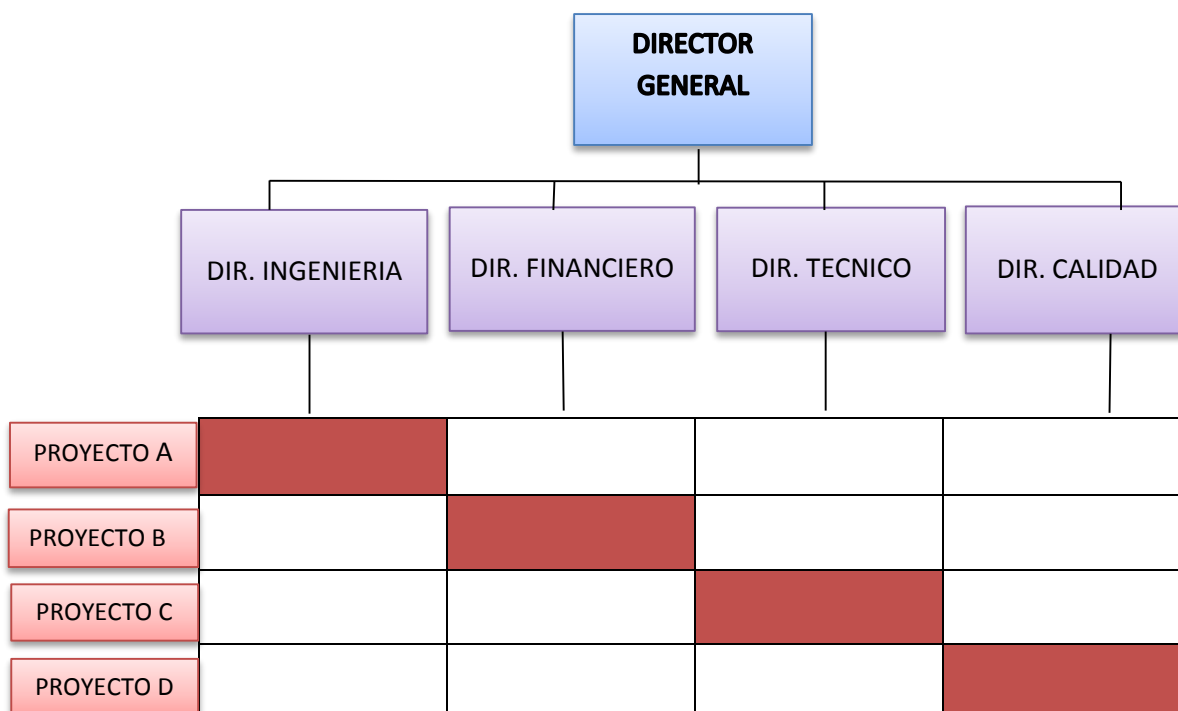 DIRECTOR
GENERAL
DIR. INGENIERIA
DIR. FINANCIERO
DIR. TECNICO
DIR. CALIDAD
PROYECTO A
PROYECTO B
PROYECTO C
PROYECTO D